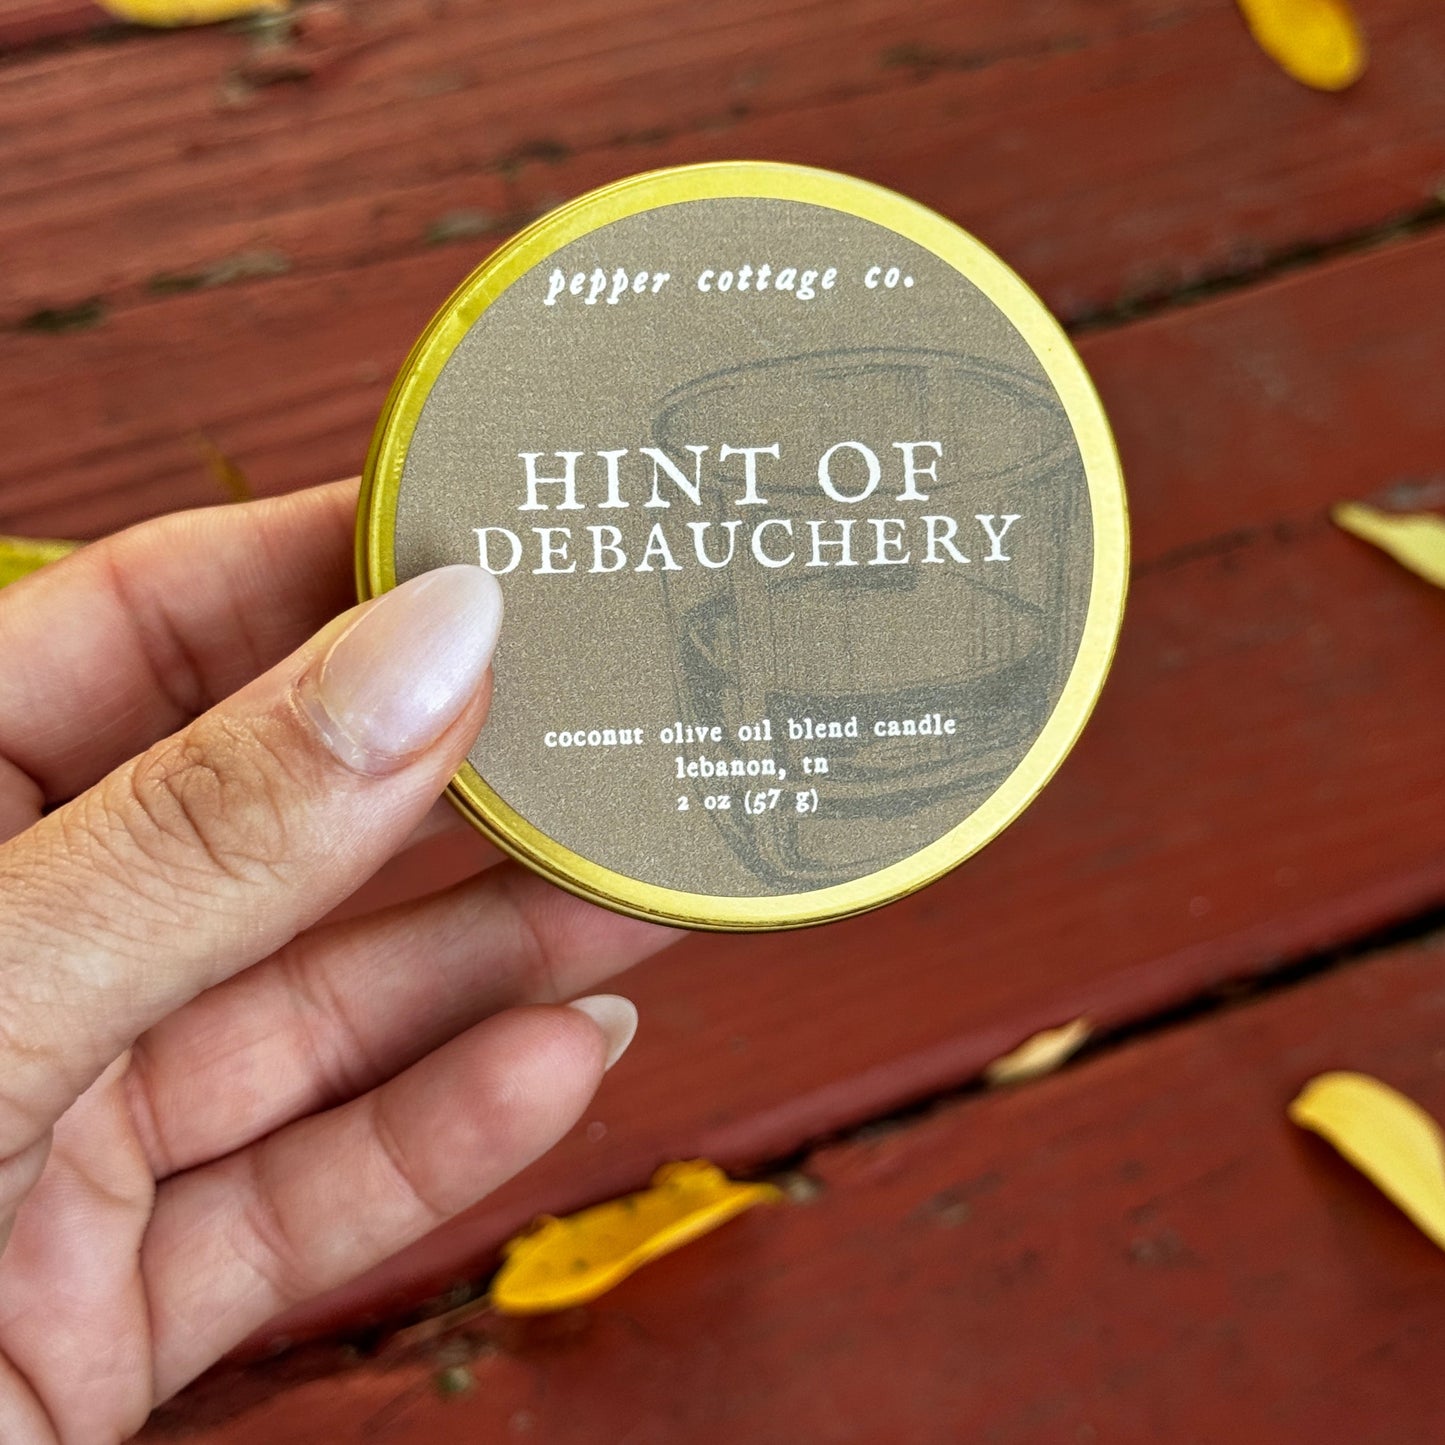 pepper cottage co.
HINT OF
DEBAUCHERY
coconut olive oil blend candle
lebanon, tn
2 oz (57 g)